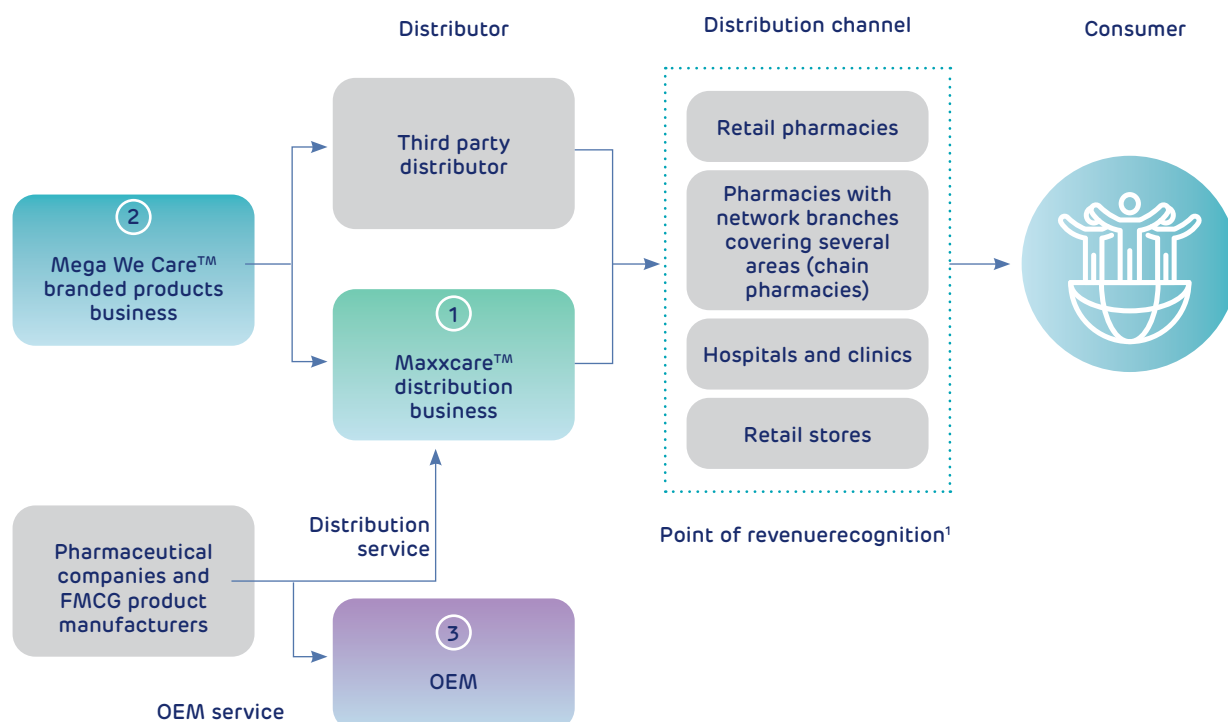 Distributor
Distribution channel
Consumer
Third party
distributor
Retail pharmacies
Pharmacies with
network branches
covering several
areas (chain
pharmacies)
Hospitals and clinics
Retail stores
2
Mega We Care™
branded products
business
1
Maxxcare™
distribution
business
Point of revenuerecognition¹
Distribution
service
Pharmaceutical
companies and
FMCG product
manufacturers
3
OEM
OEM service